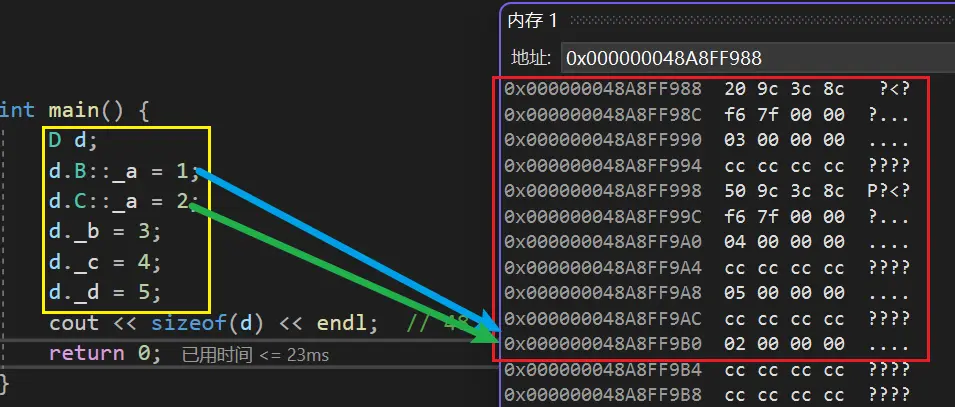 int main() {
D d;
d.B::_a = 1;
d.C::_a = 2;
d._b = 3;
d._c = 4;
d._d = 5;
cout << sizeof(d) << endl; // 48
return 0; 已用时间 <= 23ms
}
内存 1
地址: 0x000000048A8FF988
0x000000048A8FF988 20 9c 3c 8c ?<?
0x000000048A8FF98C f6 7f 00 00 ?...
0x000000048A8FF990 03 00 00 00 ....
0x000000048A8FF994 cc cc cc cc ????
0x000000048A8FF998 50 9c 3c 8c P?<?
0x000000048A8FF99C f6 7f 00 00 ?...
0x000000048A8FF9A0 04 00 00 00 ....
0x000000048A8FF9A4 cc cc cc cc ????
0x000000048A8FF9A8 05 00 00 00 ....
0x000000048A8FF9AC cc cc cc cc ????
0x000000048A8FF9B0 02 00 00 00 ....
0x000000048A8FF9B4 cc cc cc cc ????
0x000000048A8FF9B8 cc cc cc cc ????